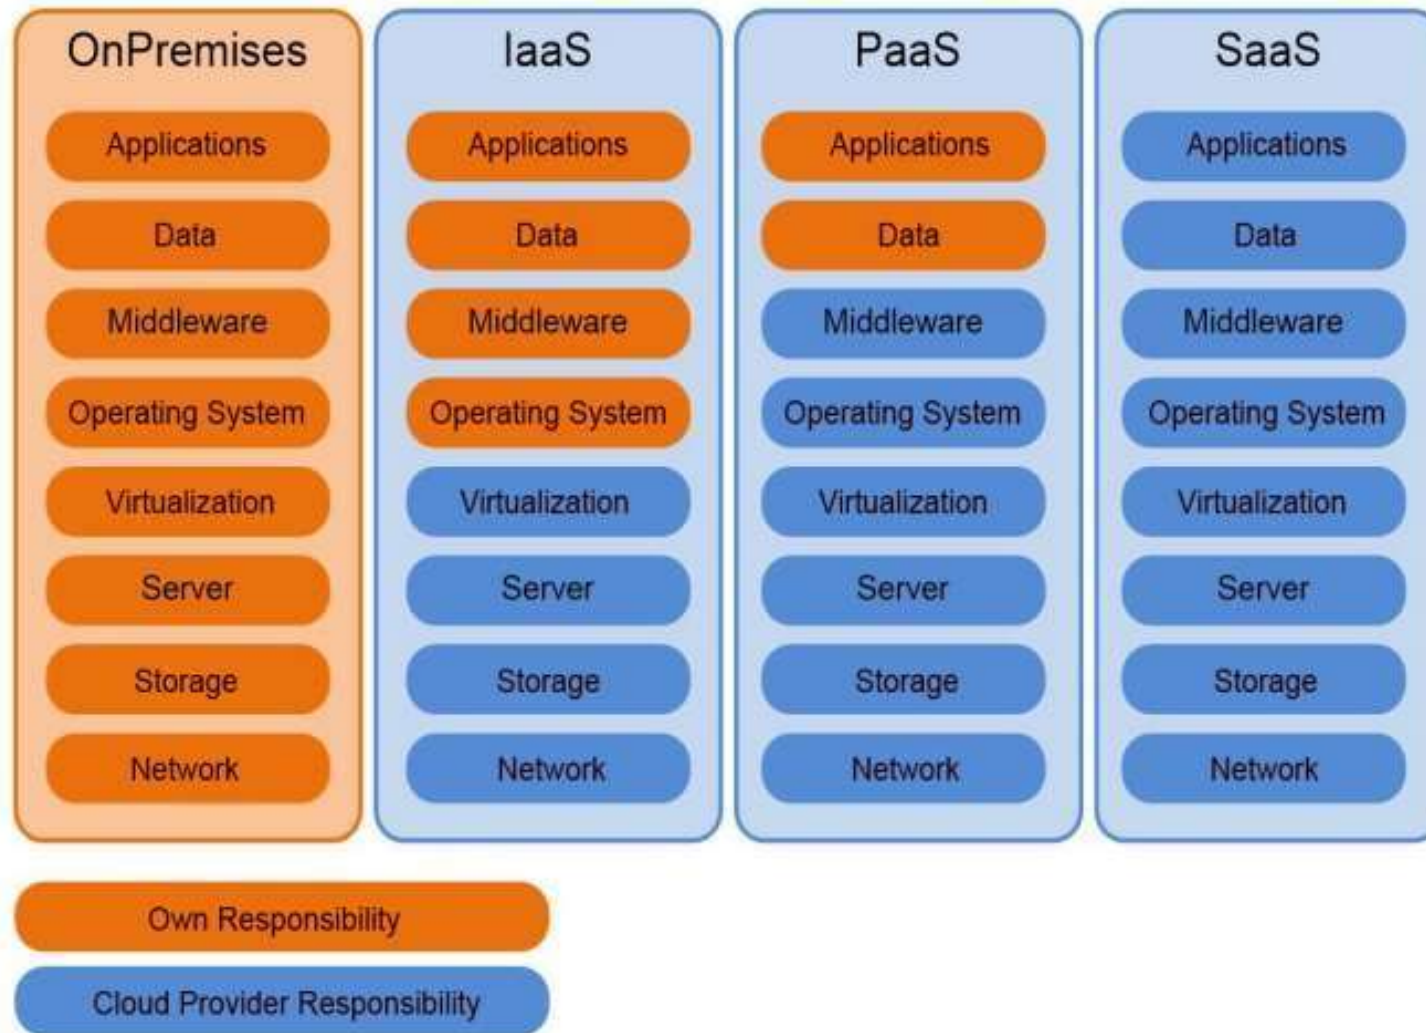 OnPremises
Applications
Data
Middleware
Operating System
Virtualization
Server
Storage
Network
IaaS
Applications
Data
Middleware
Operating System
Virtualization
Server
Storage
Network
PaaS
Applications
Data
Middleware
Operating System
Virtualization
Server
Storage
Network
SaaS
Applications
Data
Middleware
Operating System
Virtualization
Server
Storage
Network
Own Responsibility
Cloud Provider Responsibility